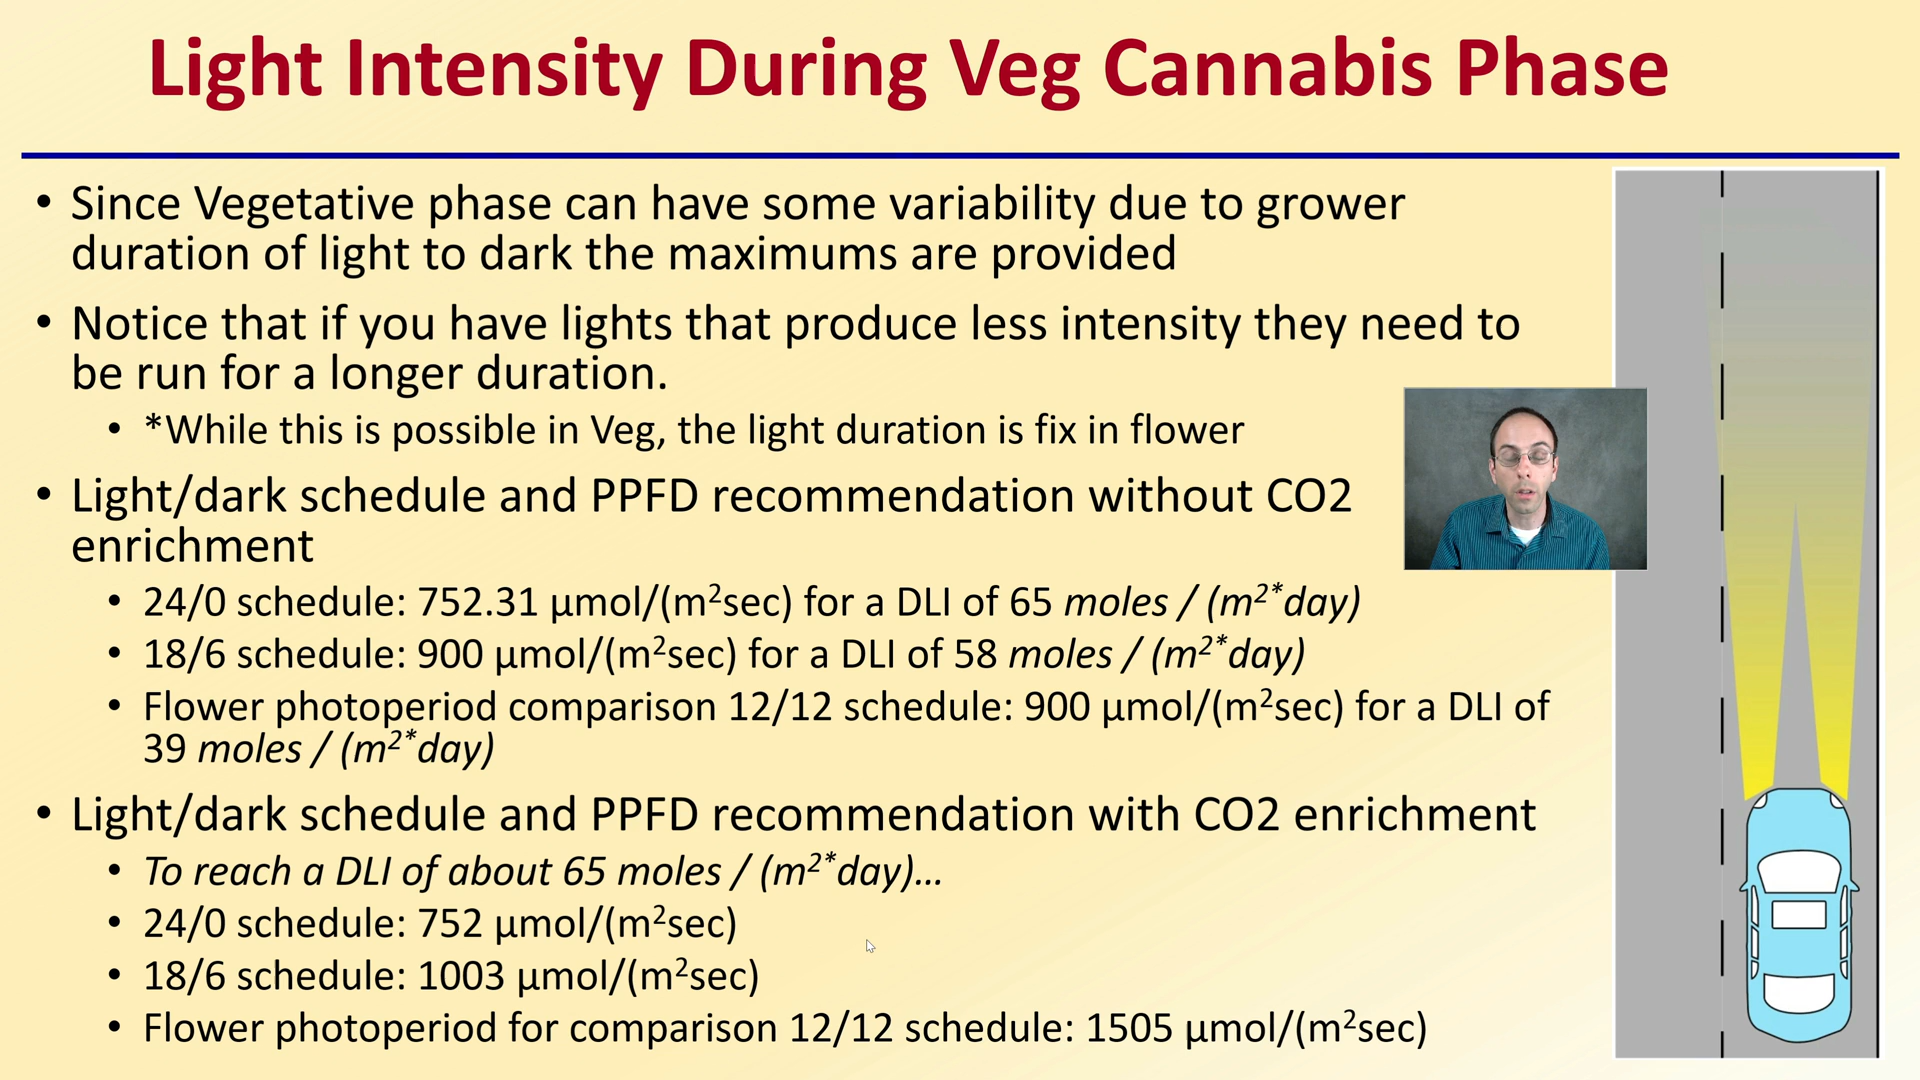 Light Intensity During Veg Cannabis Phase
• Since Vegetative phase can have some variability due to grower
duration of light to dark the maximums are provided
• Notice that if you have lights that produce less intensity they need to
be run for a longer duration.
• *While this is possible in Veg, the light duration is fix in flower
• Light/dark schedule and PPFD recommendation without CO2
enrichment
• 24/0 schedule: 752.31 µmol/(m²sec) for a DLI of 65 moles / (m²*day)
• 18/6 schedule: 900 µmol/(m²sec) for a DLI of 58 moles / (m²*day)
• Flower photoperiod comparison 12/12 schedule: 900 µmol/(m²sec) for a DLI of
39 moles / (m²*day)
• Light/dark schedule and PPFD recommendation with CO2 enrichment
• To reach a DLI of about 65 moles / (m²*day)…
• 24/0 schedule: 752 µmol/(m²sec)
• 18/6 schedule: 1003 µmol/(m²sec)
• Flower photoperiod for comparison 12/12 schedule: 1505 µmol/(m²sec)